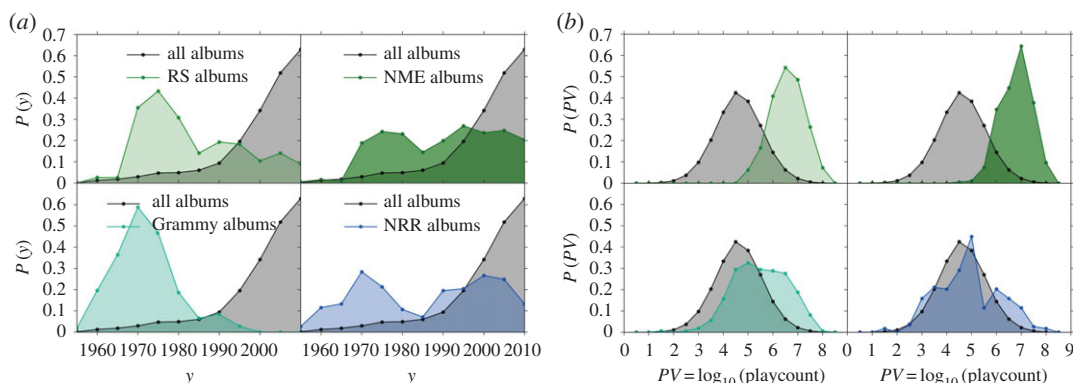 (a)
0.7
0.6
0.5
0.4
0.3
0.2
0.1
0
P(y)
all albums
RS albums
all albums
NME albums
0.6
0.5
0.4
0.3
0.2
0.1
0
P(y)
all albums
Grammy albums
all albums
NRR albums
1960 1970 1980 1990 2000
1960 1970 1980 1990 2000 2010
y
y
(b)
0.7
0.6
0.5
0.4
0.3
0.2
0.1
0
P(PV)
0.6
0.5
0.4
0.3
0.2
0.1
0
P(PV)
0 1 2 3 4 5 6 7 8
0 1 2 3 4 5 6 7 8 9
PV = log10 (playcount)
PV = log10 (playcount)